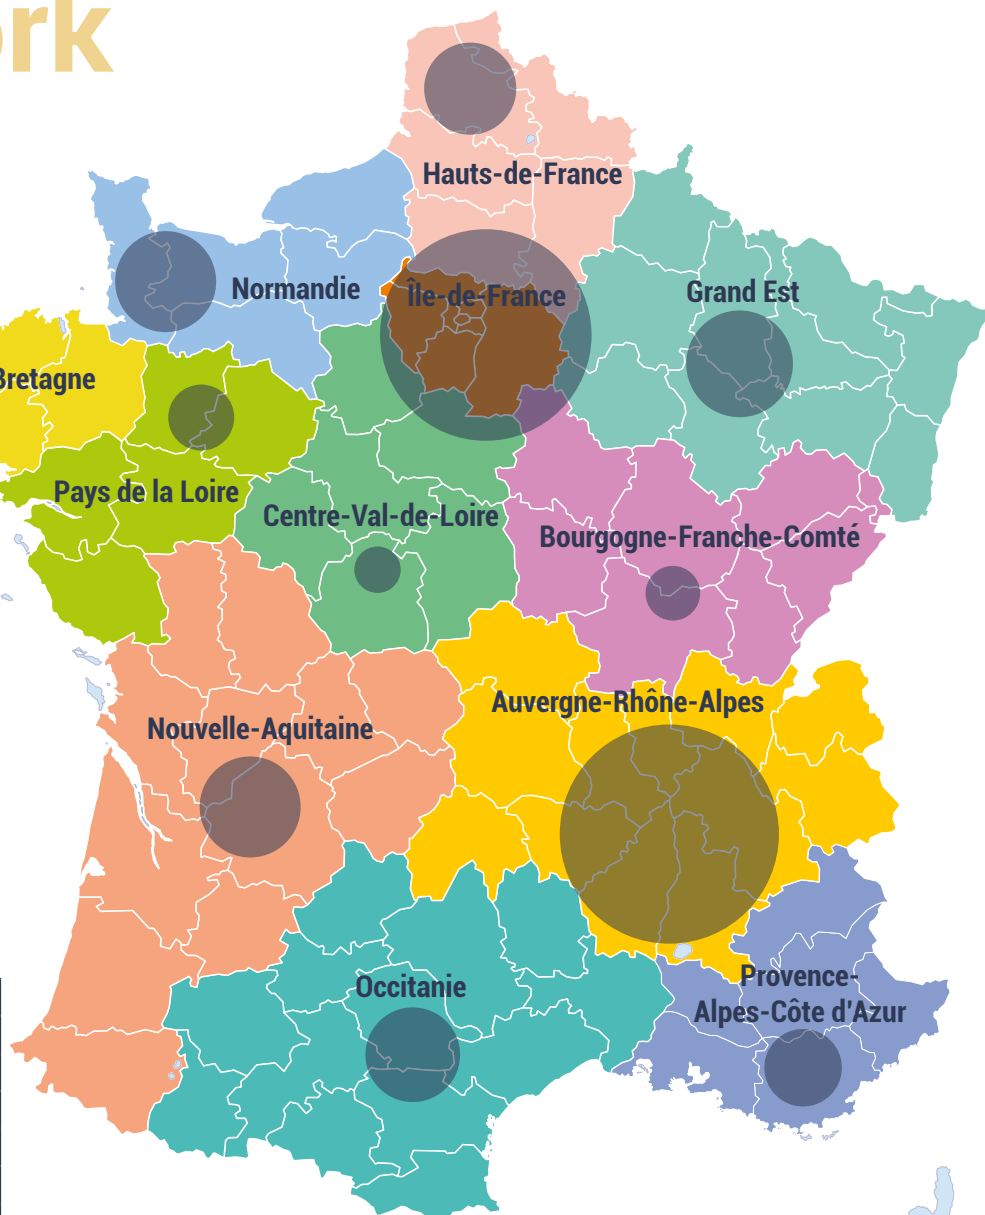 ork
Hauts-de-France
Normandie
Île-de-France
Grand Est
Bretagne
Pays de la Loire
Centre-Val-de-Loire
Bourgogne-Franche-Comté
Auvergne-Rhône-Alpes
Nouvelle-Aquitaine
Occitanie
Provence-
Alpes-Côte d'Azur